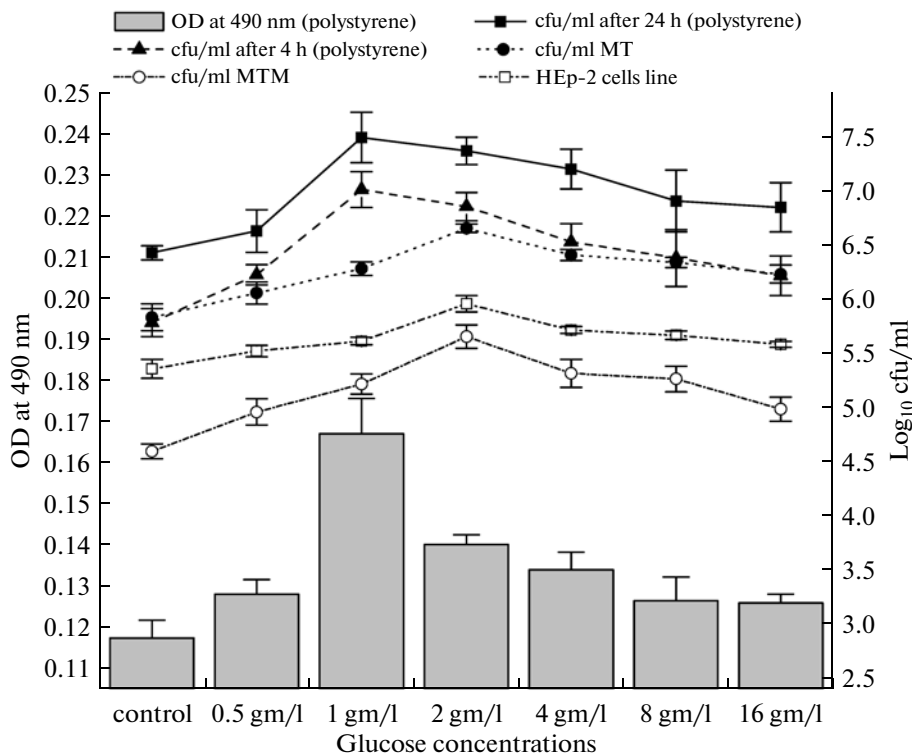 OD at 490 nm (polystyrene)
cfu/ml after 24 h (polystyrene)
cfu/ml after 4 h (polystyrene)
cfu/ml MT
cfu/ml MTM
HEp-2 cells line
OD at 490 nm
0.25
0.24
0.23
0.22
0.21
0.20
0.19
0.18
0.17
0.16
0.15
0.14
0.13
0.12
0.11
Log10 cfu/ml
7.5
7.0
6.5
6.0
5.5
5.0
4.5
4.0
3.5
3.0
2.5
control 0.5 gm/l 1 gm/l 2 gm/l 4 gm/l 8 gm/l 16 gm/l
Glucose concentrations